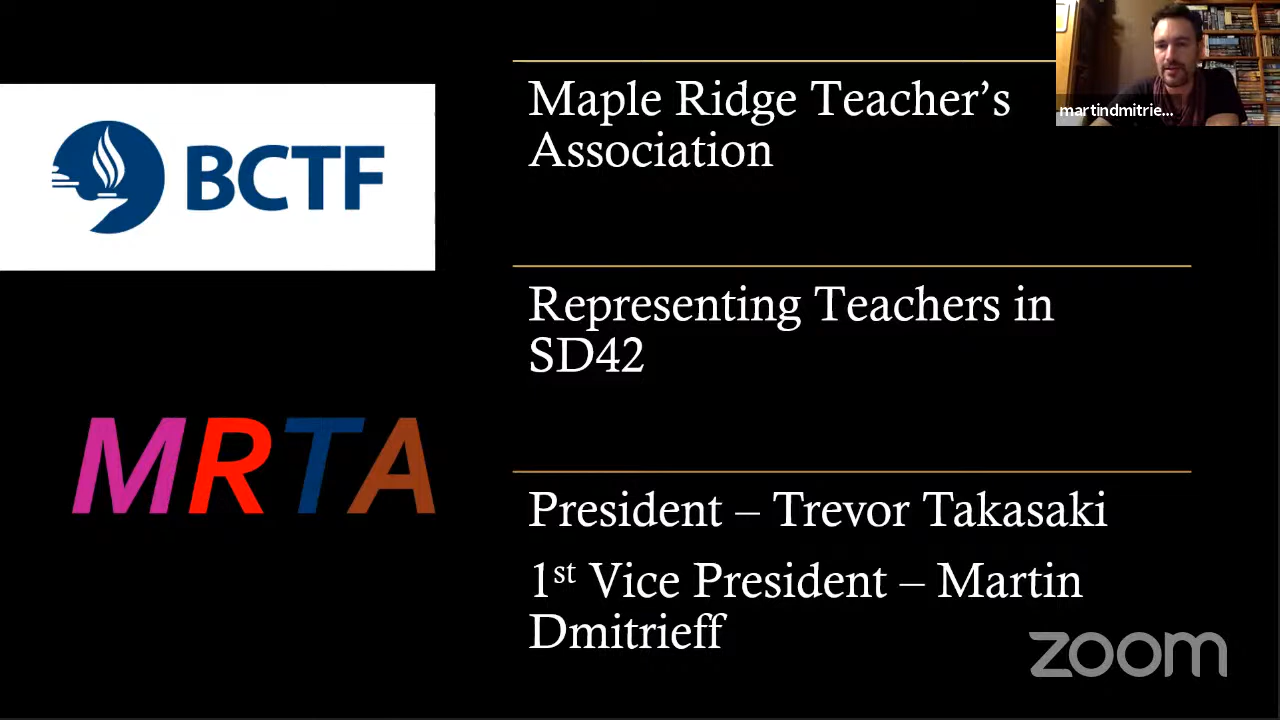 Maple Ridge Teacher’s
Association
martindmitrie...
BCTF
Representing Teachers in
SD42
MRTA
President – Trevor Takasaki
1st Vice President – Martin
Dmitrieff
zoom